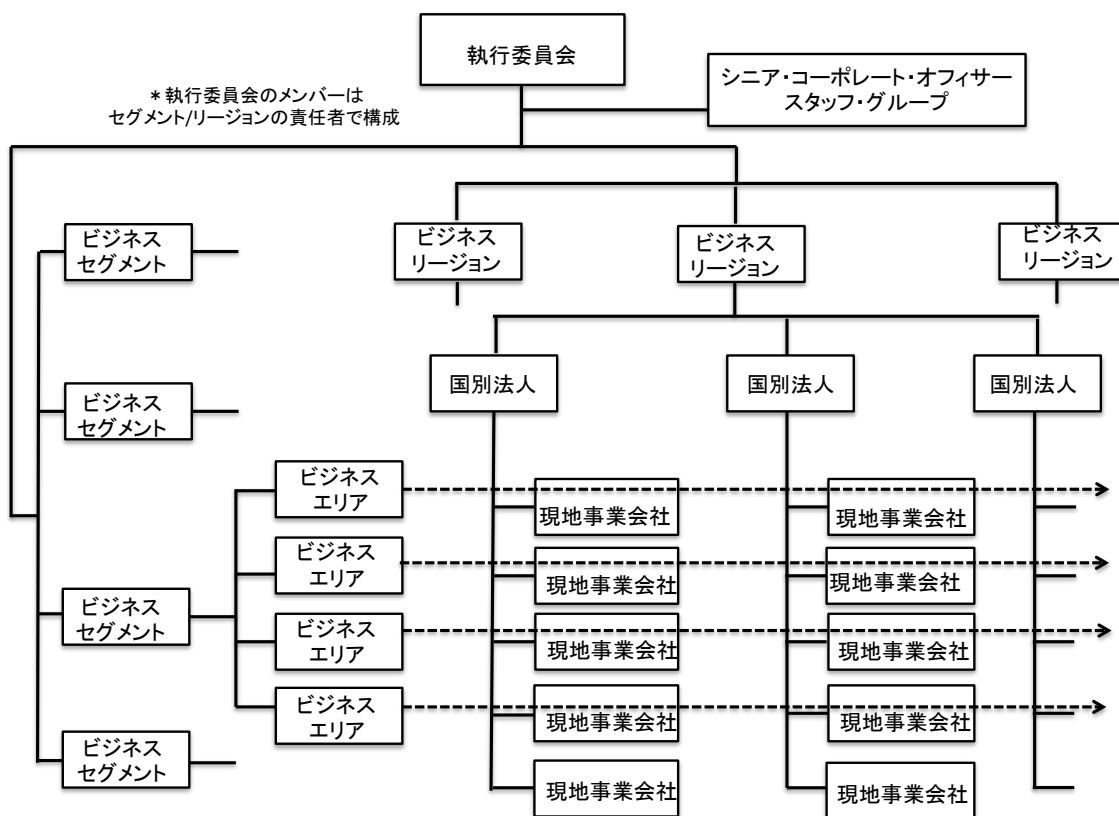 執行委員会
シニア・コーポレート・オフィサー
スタッフ・グループ
＊執行委員会のメンバーは
セグメント/リージョンの責任者で構成
ビジネス
セグメント
ビジネス
リージョン
ビジネス
リージョン
ビジネス
リージョン
国別法人
国別法人
国別法人
ビジネス
セグメント
ビジネス
エリア
現地事業会社
現地事業会社
ビジネス
エリア
現地事業会社
現地事業会社
ビジネス
セグメント
ビジネス
エリア
現地事業会社
現地事業会社
ビジネス
エリア
現地事業会社
現地事業会社
ビジネス
セグメント
現地事業会社
現地事業会社